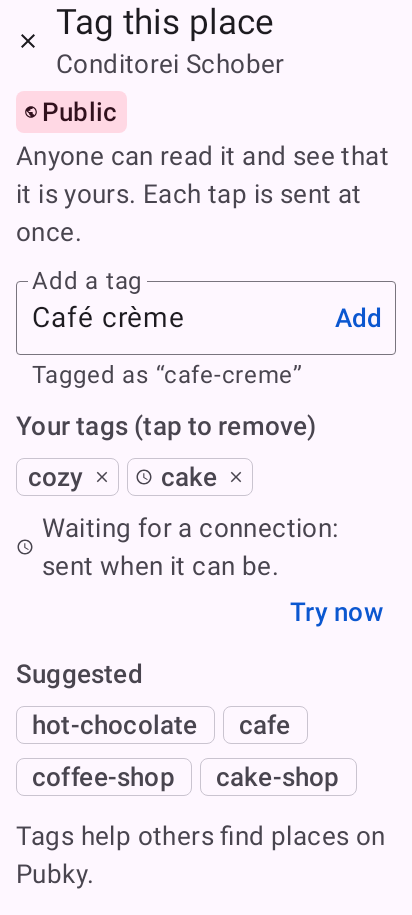 Tag this place
Conditorei Schober
Public
Anyone can read it and see that
it is yours. Each tap is sent at
once.
Add a tag
Café crème
Add
Tagged as “cafe-creme”
Your tags (tap to remove)
cozy × cake ×
Waiting for a connection:
sent when it can be.
Try now
Suggested
hot-chocolate cafe
coffee-shop cake-shop
Tags help others find places on
Pubky.